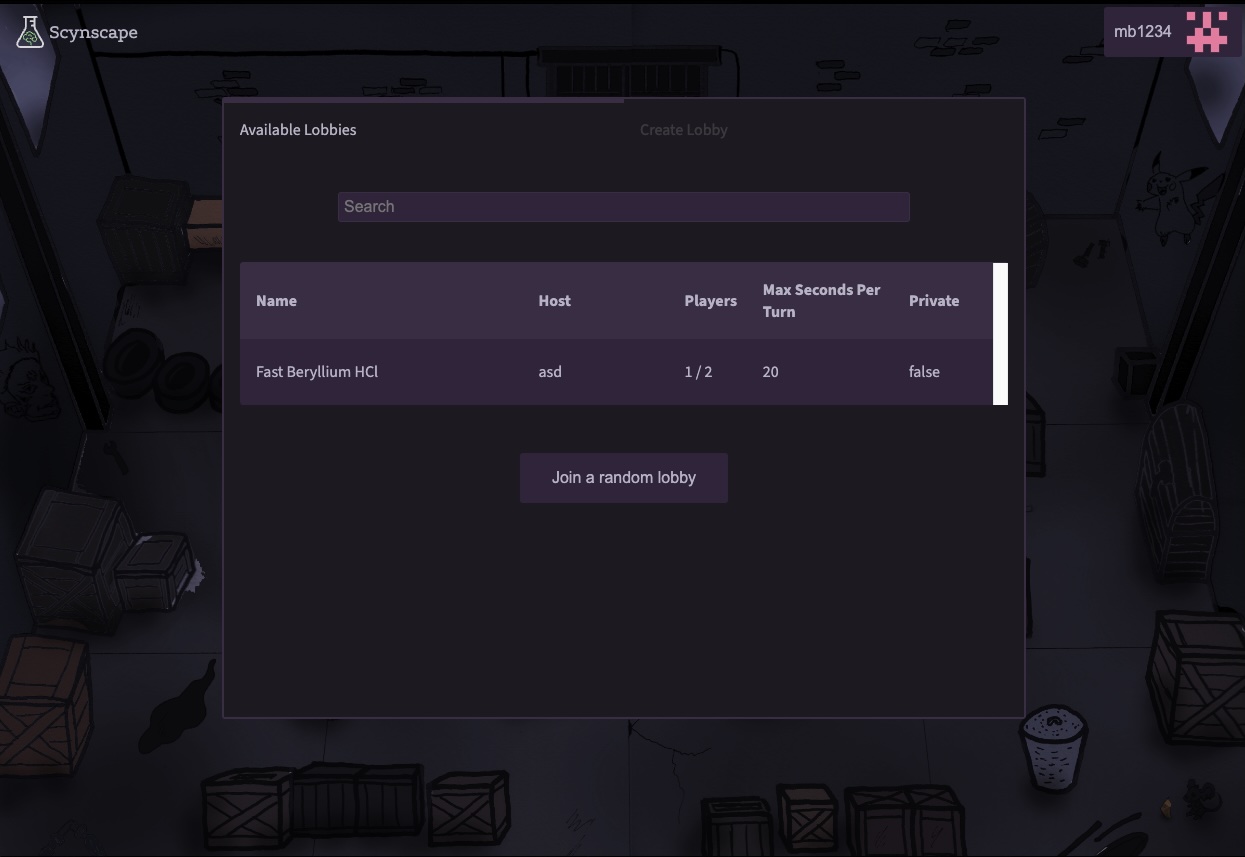 Scynscape
mb1234
Available Lobbies
Create Lobby
Search
Name Host Players Max Seconds Per Turn Private
Fast Beryllium HCl asd 1 / 2 20 false
Join a random lobby